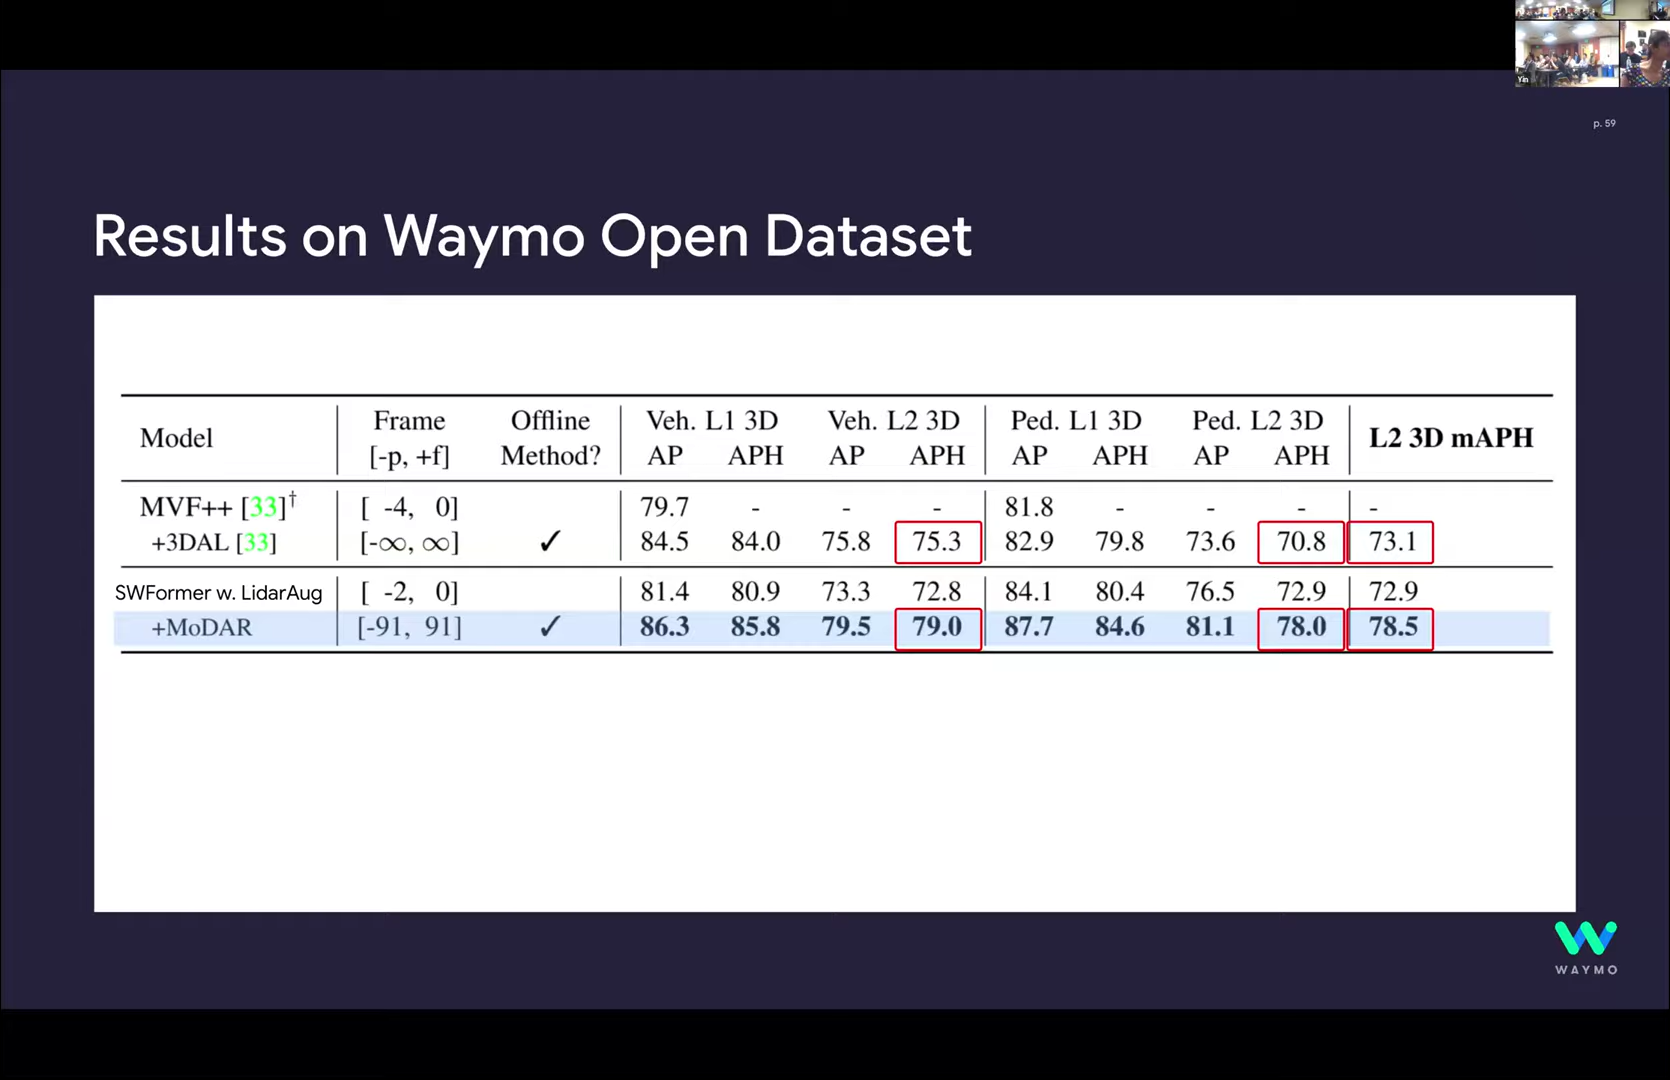 Yin
p. 59
Results on Waymo Open Dataset
Model Frame Offline Veh. L1 3D Veh. L2 3D Ped. L1 3D Ped. L2 3D L2 3D mAPH
[-p, +f] Method? AP APH AP APH AP APH AP APH
MVF++ [33]† [ -4, 0] 79.7 - - - 81.8 - - - -
+3DAL [33] [-∞, ∞] ✓ 84.5 84.0 75.8 75.3 82.9 79.8 73.6 70.8 73.1
SWFormer w. LidarAug [ -2, 0] 81.4 80.9 73.3 72.8 84.1 80.4 76.5 72.9 72.9
+MoDAR [-91, 91] ✓ 86.3 85.8 79.5 79.0 87.7 84.6 81.1 78.0 78.5
WAYMO